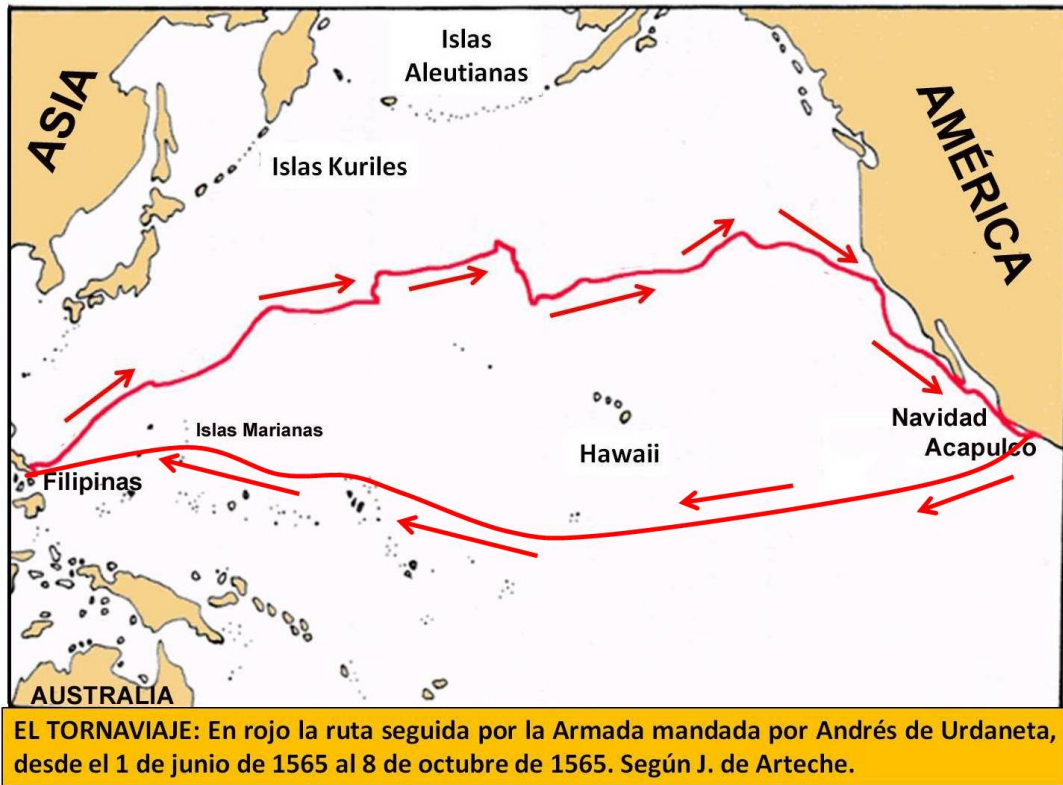 Islas
Aleutianas
ASIA
AMÉRICA
Islas Kuriles
Islas Marianas
Navidad
Acapulco
Hawaii
Filipinas
AUSTRALIA
EL TORNAVIAJE: En rojo la ruta seguida por la Armada mandada por Andrés de Urdaneta,
desde el 1 de junio de 1565 al 8 de octubre de 1565. Según J. de Arteche.